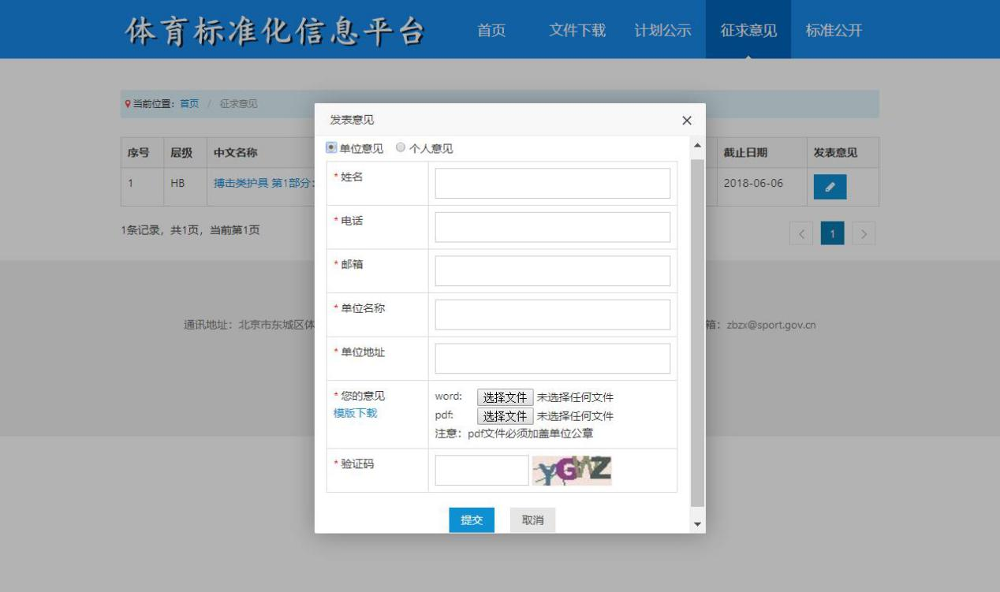 体育标准化信息平台
首页 文件下载 计划公示 征求意见 标准公开
当前位置：首页 / 征求意见
发表意见 ×
单位意见 个人意见
序号 层级 中文名称 截止日期 发表意见
1 HB 搏击类护具 第1部分： 2018-06-06
1条记录，共1页，当前第1页
< 1 >
* 姓名
* 电话
* 邮箱
* 单位名称
通讯地址：北京市东城区体 箱：zbzx@sport.gov.cn
* 单位地址
* 您的意见
模版下载
word: 选择文件 未选择任何文件
pdf: 选择文件 未选择任何文件
注意：pdf文件必须加盖单位公章
* 验证码 YGWZ
提交 取消